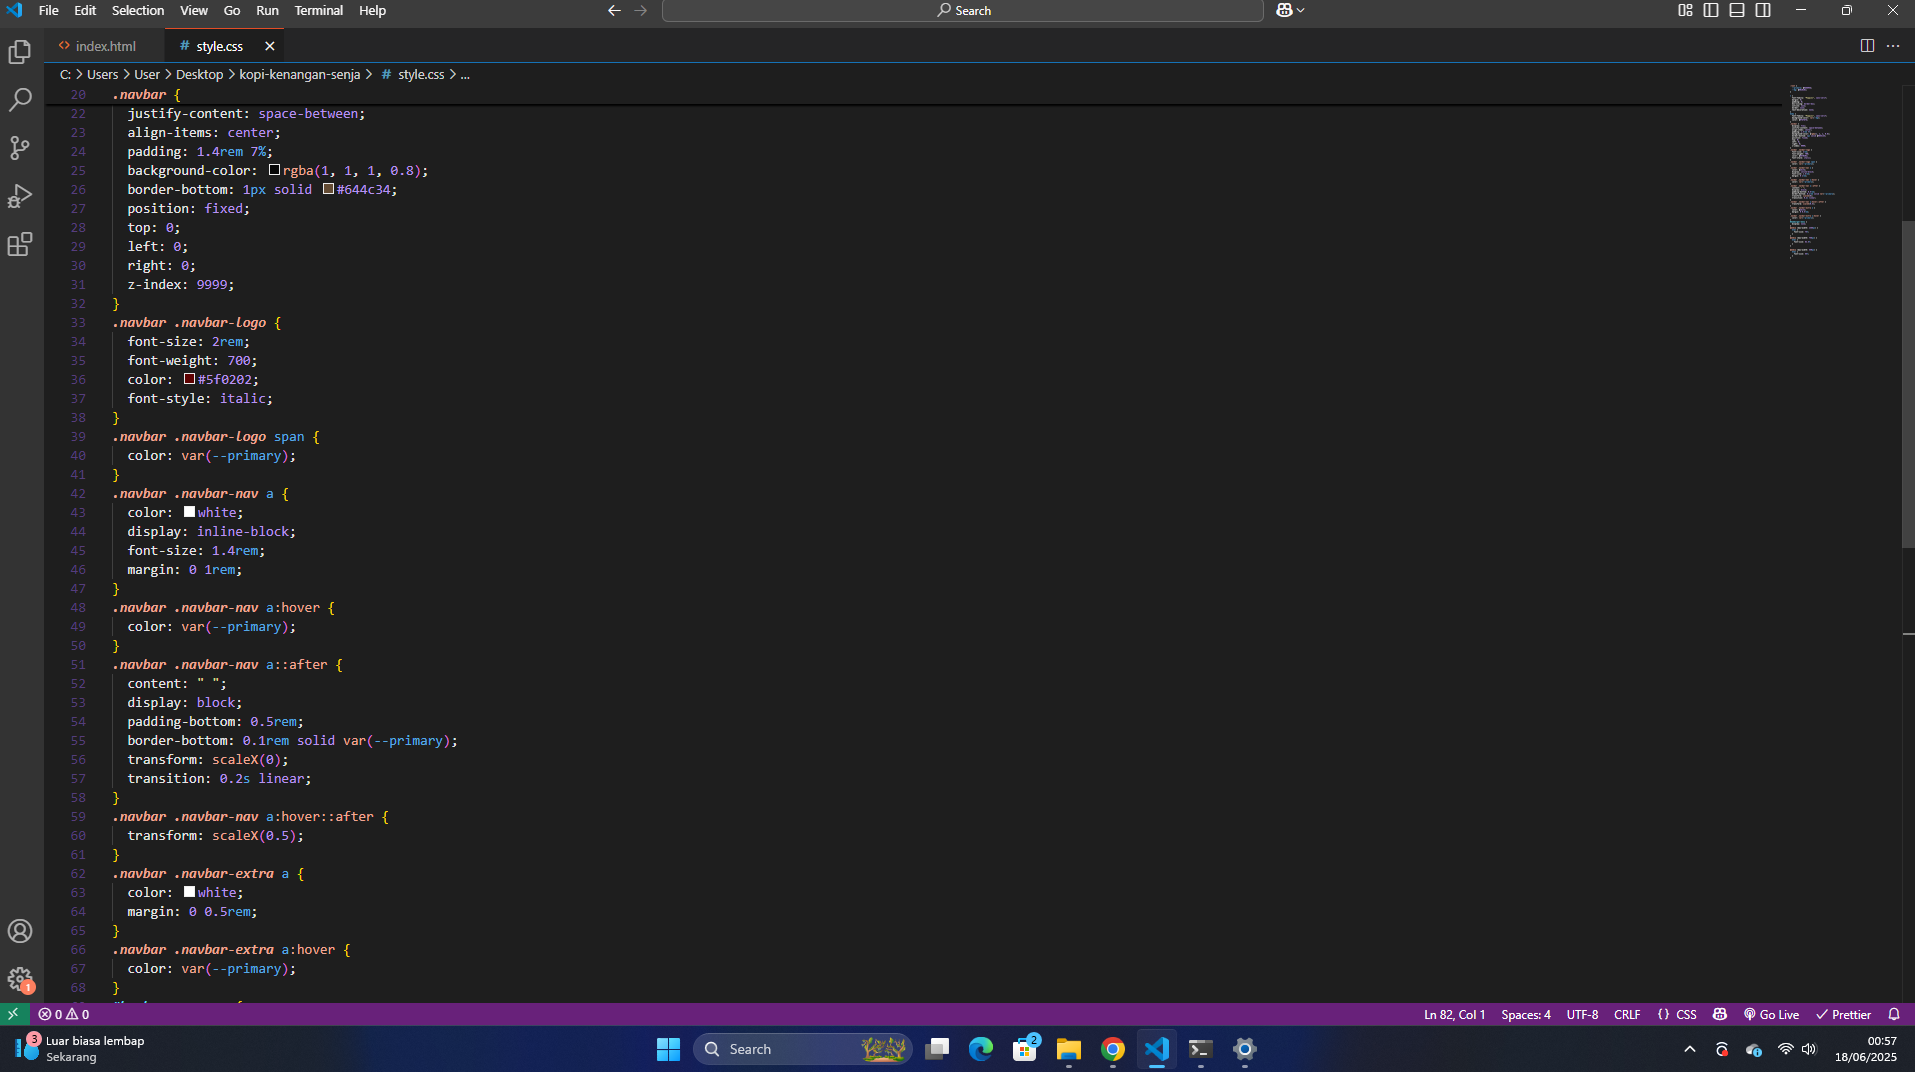 File Edit Selection View Go Run Terminal Help
Search
index.html
# style.css
C: > Users > User > Desktop > kopi-kenangan-senja > # style.css > ...
20 .navbar {
22 justify-content: space-between;
23 align-items: center;
24 padding: 1.4rem 7%;
25 background-color: rgba(1, 1, 1, 0.8);
26 border-bottom: 1px solid #644c34;
27 position: fixed;
28 top: 0;
29 left: 0;
30 right: 0;
31 z-index: 9999;
32 }
33 .navbar .navbar-logo {
34 font-size: 2rem;
35 font-weight: 700;
36 color: #5f0202;
37 font-style: italic;
38 }
39 .navbar .navbar-logo span {
40 color: var(--primary);
41 }
42 .navbar .navbar-nav a {
43 color: white;
44 display: inline-block;
45 font-size: 1.4rem;
46 margin: 0 1rem;
47 }
48 .navbar .navbar-nav a:hover {
49 color: var(--primary);
50 }
51 .navbar .navbar-nav a::after {
52 content: " ";
53 display: block;
54 padding-bottom: 0.5rem;
55 border-bottom: 0.1rem solid var(--primary);
56 transform: scaleX(0);
57 transition: 0.2s linear;
58 }
59 .navbar .navbar-nav a:hover::after {
60 transform: scaleX(0.5);
61 }
62 .navbar .navbar-extra a {
63 color: white;
64 margin: 0 0.5rem;
65 }
66 .navbar .navbar-extra a:hover {
67 color: var(--primary);
68 }
1
0 0
Ln 82, Col 1 Spaces: 4 UTF-8 CRLF {} CSS Go Live Prettier
3
Luar biasa lembap
Sekarang
Search
2
00:57
18/06/2025